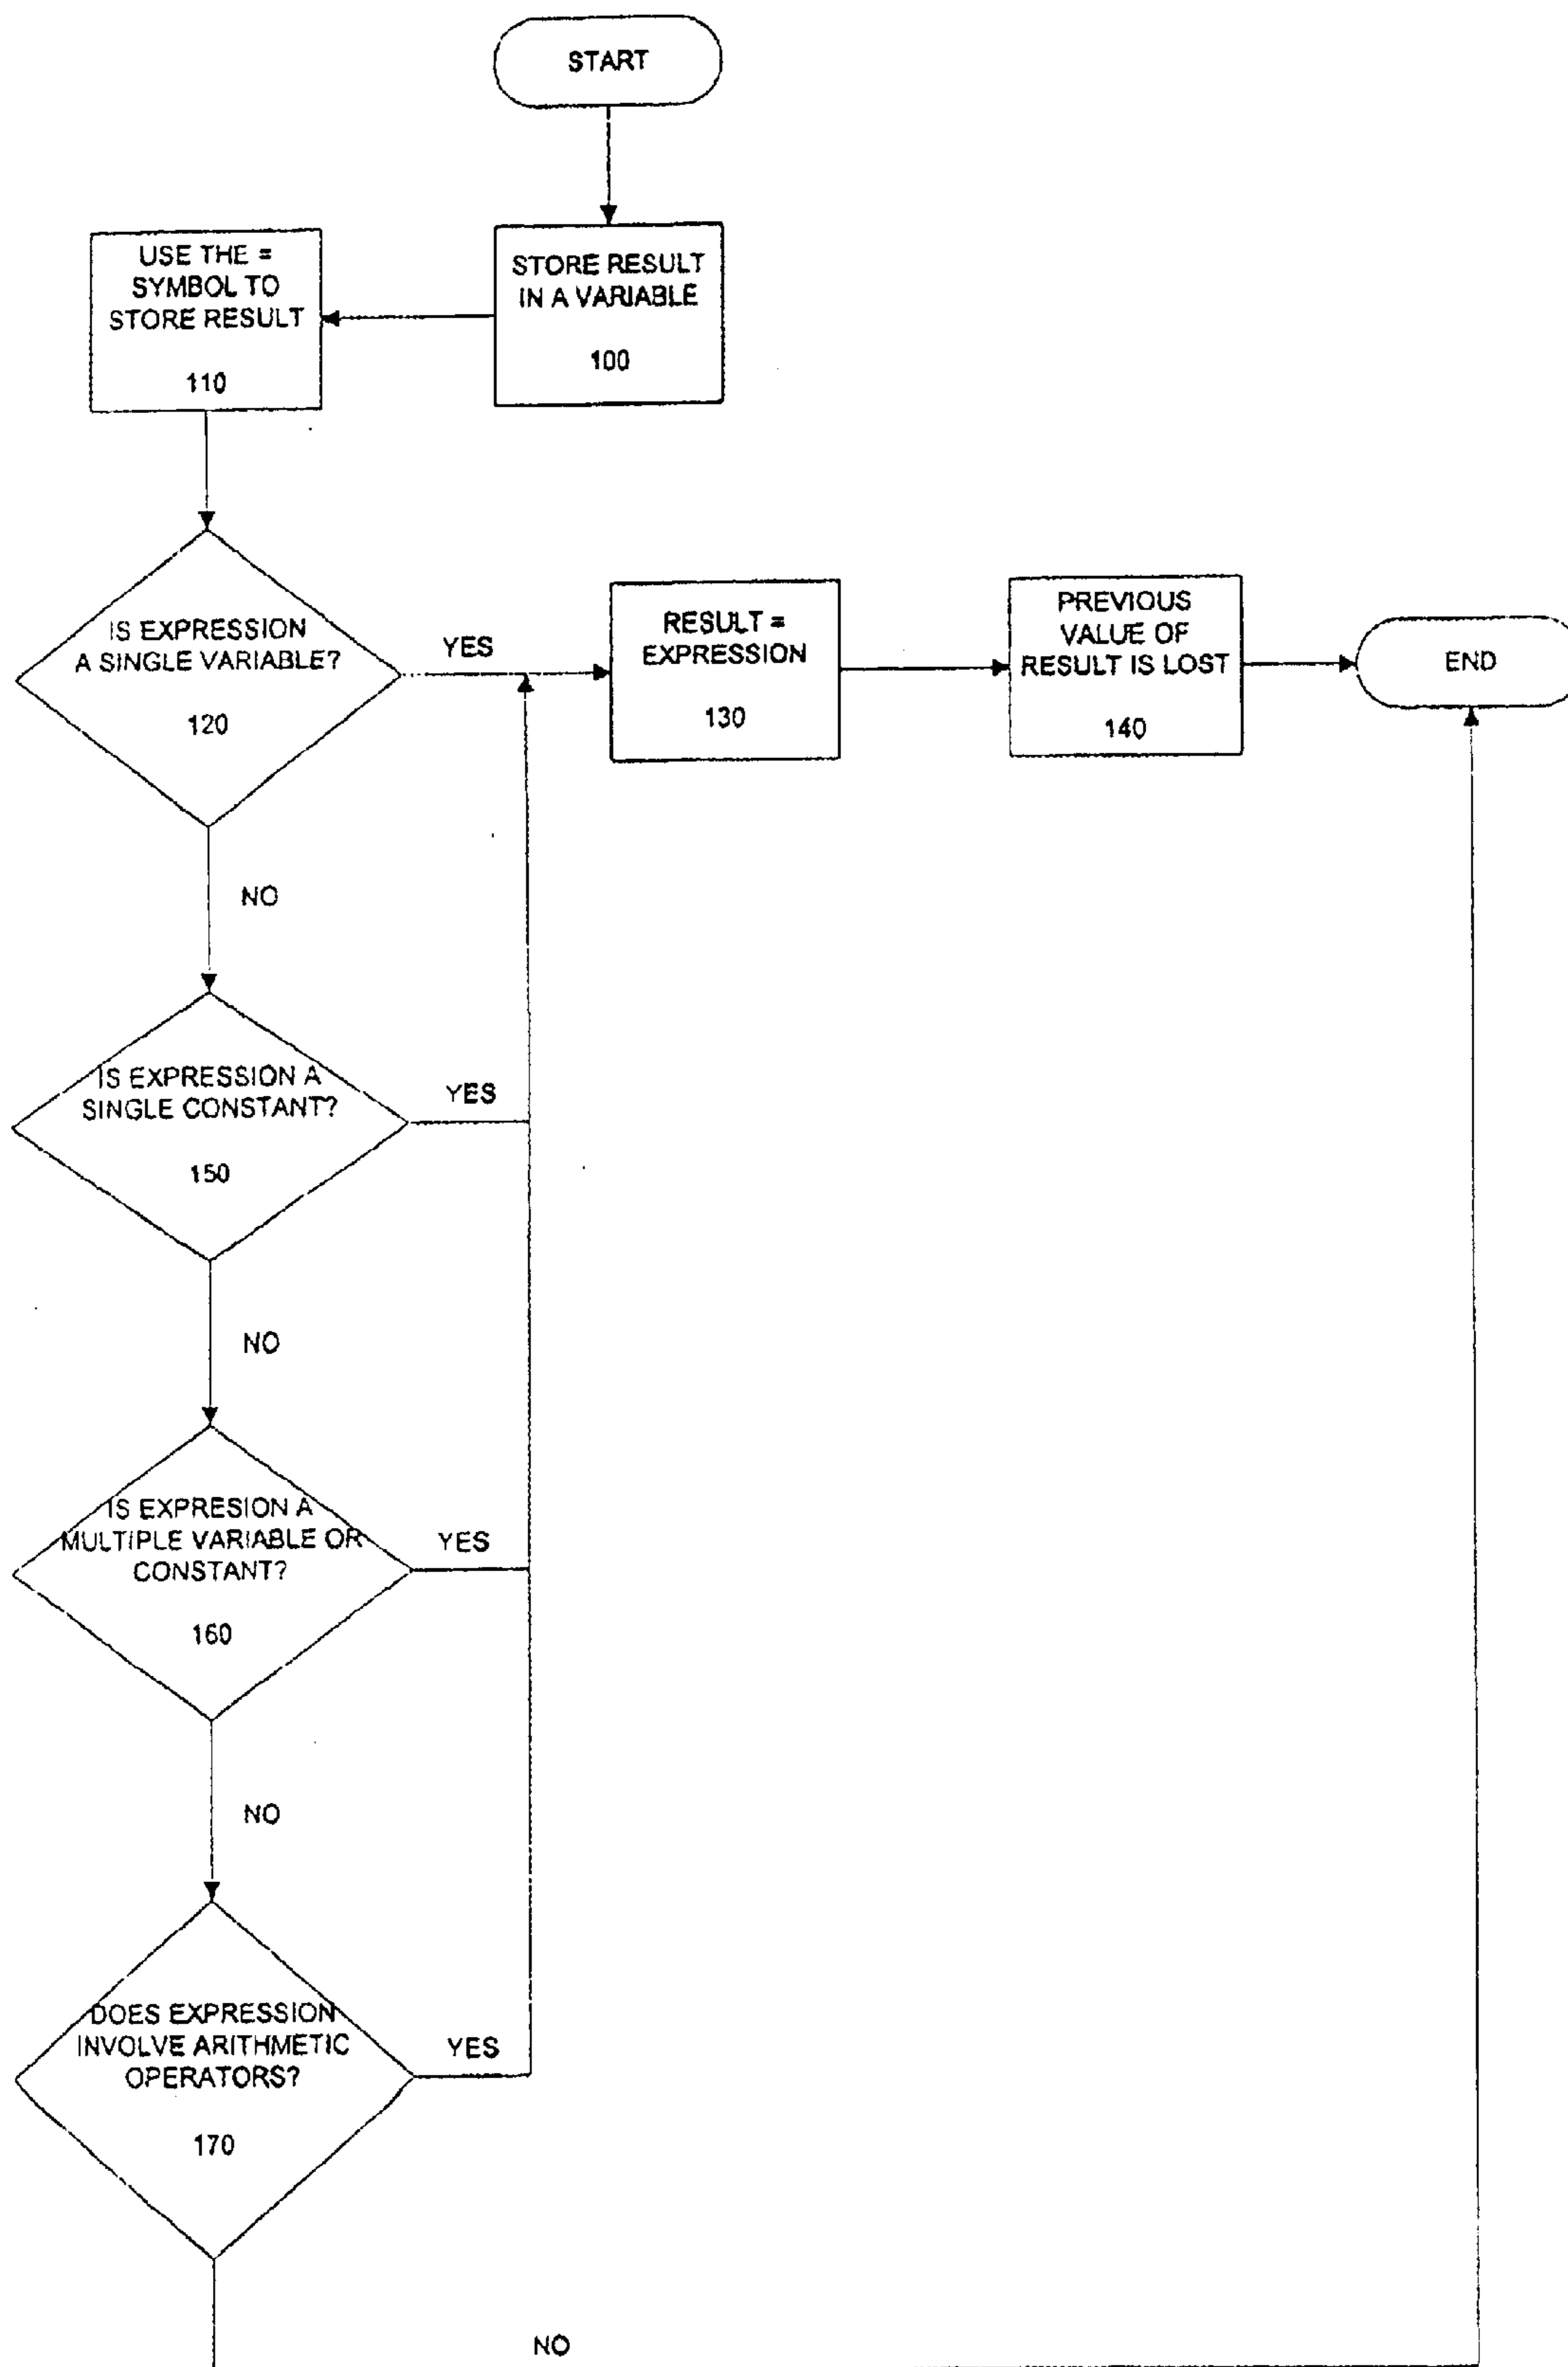 START
STORE RESULT
IN A VARIABLE
100
USE THE =
SYMBOL TO
STORE RESULT
110
IS EXPRESSION
A SINGLE VARIABLE?
120
YES
RESULT =
EXPRESSION
130
PREVIOUS
VALUE OF
RESULT IS LOST
140
END
NO
IS EXPRESSION A
SINGLE CONSTANT?
150
YES
NO
IS EXPRESION A
MULTIPLE VARIABLE OR
CONSTANT?
160
YES
NO
DOES EXPRESSION
INVOLVE ARITHMETIC
OPERATORS?
170
YES
NO